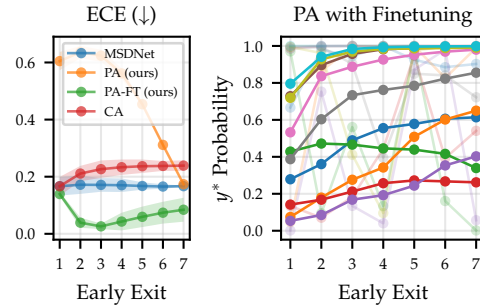 ECE (↓)
0.6
0.4
0.2
0.0
MSDNet
PA (ours)
PA-FT (ours)
CA
1 2 3 4 5 6 7
Early Exit
PA with Finetuning
y* Probability
1.0
0.8
0.6
0.4
0.2
0.0
1 2 3 4 5 6 7
Early Exit